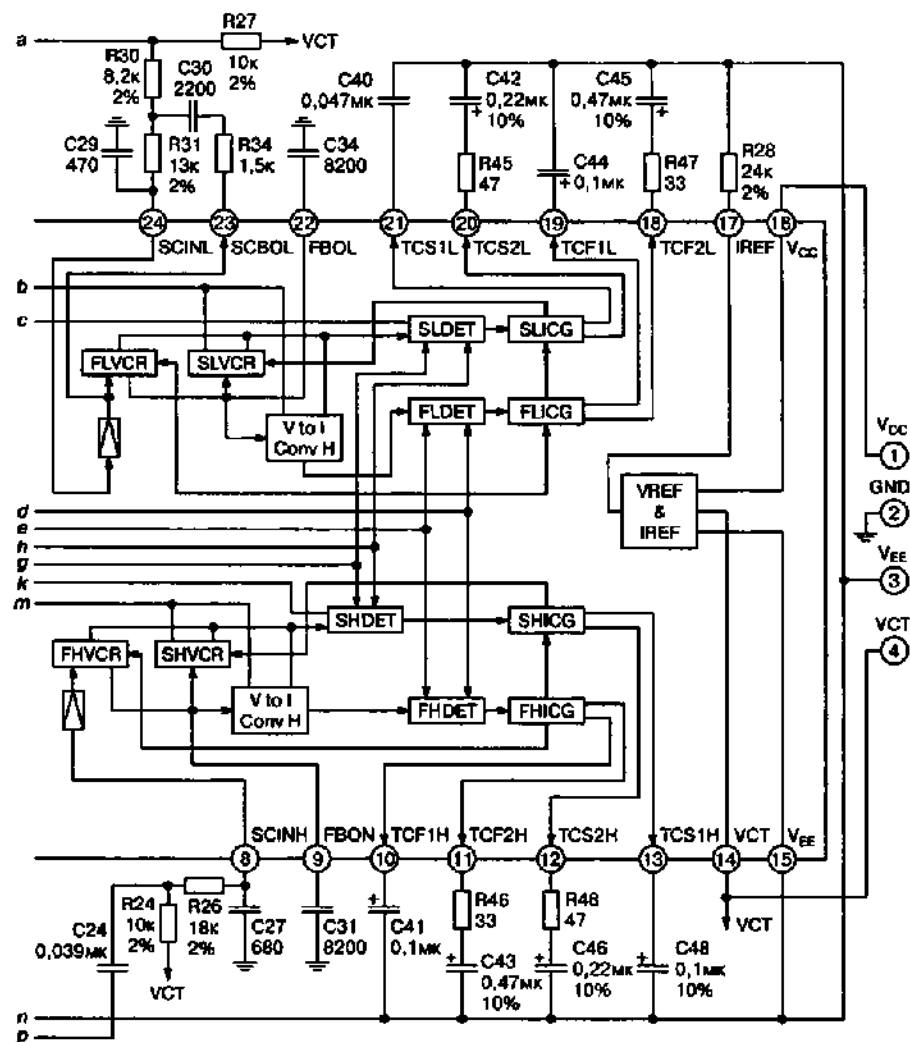 a
R27
VCT
10к
2%
R30
8,2к
2%
C30
2200
C40
0,047мк
C42
0,22мк
+
10%
C45
0,47мк
10%
+
C29
470
R31
13к
2%
R34
1,5к
C34
8200
R45
47
C44
+ 0,1мк
R47
33
R28
24к
2%
24 23 22 21 20 19 18 17 16
SCINL SCBOL FBOL TCS1L TCS2L TCF1L TCF2L IREF VCC
b
c
SLDET SLICG
FLVCR SLVCR
FLDET FLICG
V to I
Conv H
VCC
1
GND
2
VREF
&
IREF
VEE
3
VCT
4
d
e
h
g
k
m
SHDET SHICG
FHVCR SHVCR
V to I
Conv H
FHDET FHICG
SCINH FBON TCF1H TCF2H TCS2H TCS1H VCT VEE
8 9 10 11 12 13 14 15
C24
0,039мк
R24
10к
2%
R26
18к
2%
C27
680
C31
8200
+
C41
0,1мк
R46
33
+
C43
0,47мк
10%
R48
47
+
C46
0,22мк
10%
+
C48
0,1мк
10%
VCT
VCT
n
p